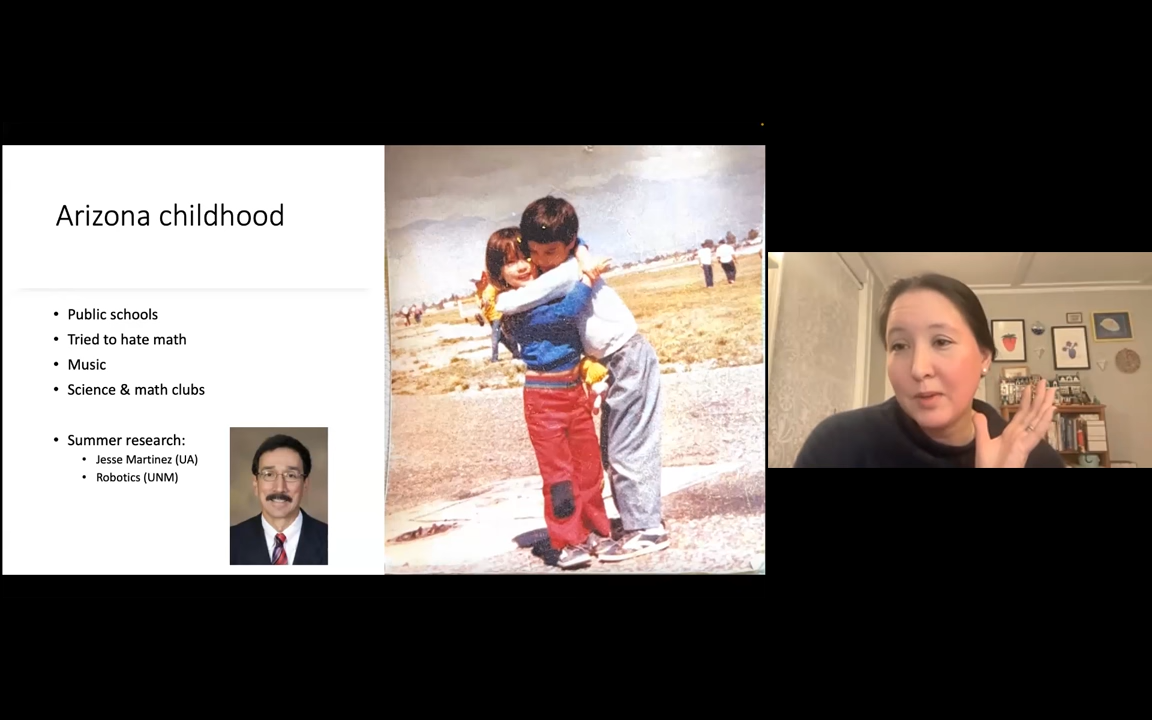 Arizona childhood
• Public schools
• Tried to hate math
• Music
• Science & math clubs
• Summer research:
• Jesse Martinez (UA)
• Robotics (UNM)